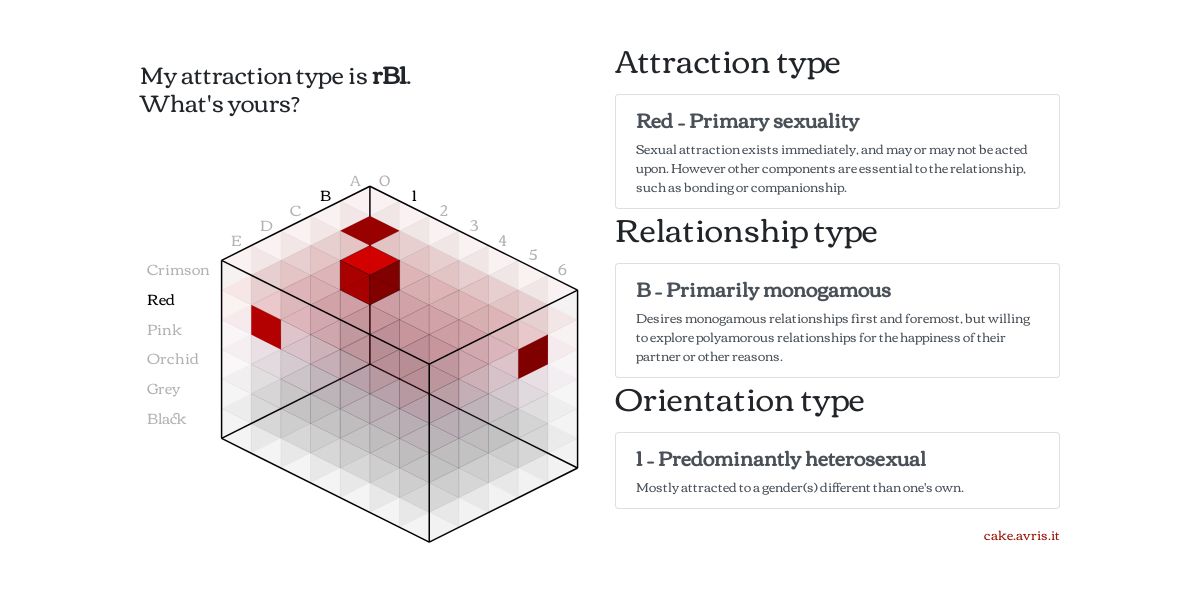 My attraction type is rB1.
What's yours?
A O
B 1
C 2
D 3
E 4
5
6
Crimson
Red
Pink
Orchid
Grey
Black
Attraction type
Red – Primary sexuality
Sexual attraction exists immediately, and may or may not be acted
upon. However other components are essential to the relationship,
such as bonding or companionship.
Relationship type
B – Primarily monogamous
Desires monogamous relationships first and foremost, but willing
to explore polyamorous relationships for the happiness of their
partner or other reasons.
Orientation type
1 – Predominantly heterosexual
Mostly attracted to a gender(s) different than one's own.
cake.avris.it